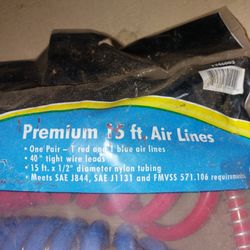 Premium 15 ft. Air Lines
• One Pair - 1 red and 1 blue air lines
• 40" tight wire leads
• 15 ft. x 1/2" diameter nylon tubing
• Meets SAE J844, SAE J1131 and FMVSS 571.106 requirements